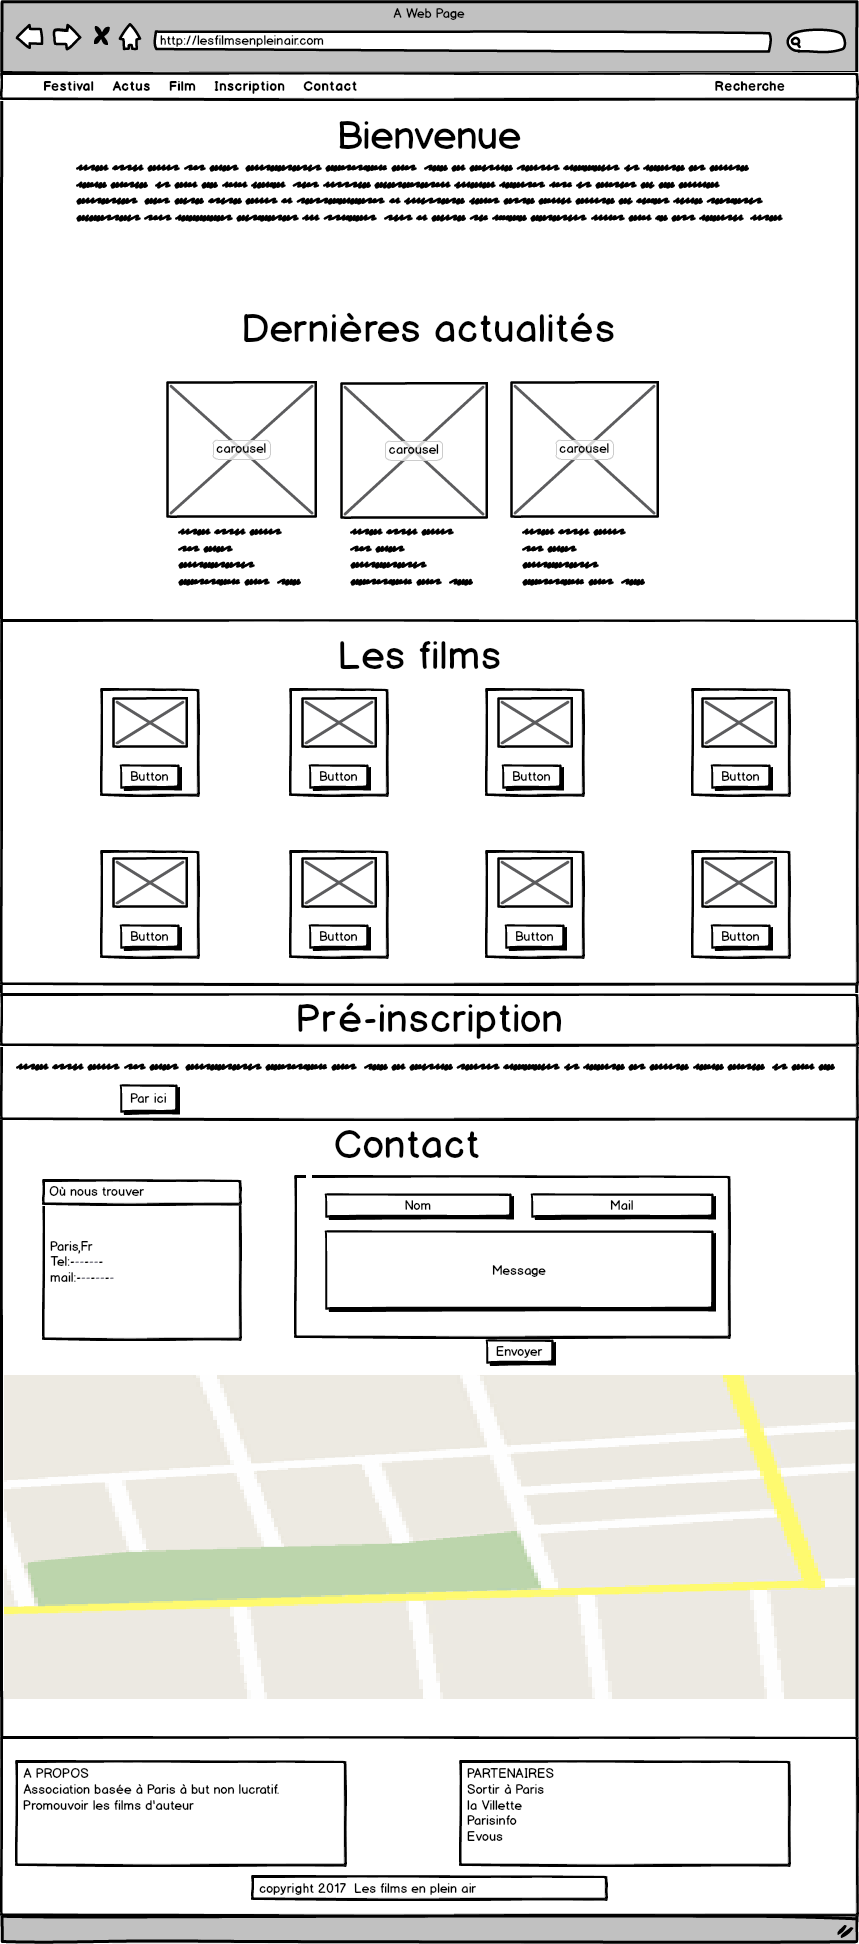 A Web Page
http://lesfilmsenpleinair.com
Festival Actus Film Inscription Contact Recherche
Bienvenue
Dernières actualités
carousel carousel carousel
Les films
Button Button Button Button
Button Button Button Button
Pré-inscription
Par ici
Contact
Où nous trouver
Paris,Fr
Tel:-------
mail:--------
Nom Mail
Message
Envoyer
A PROPOS
Association basée à Paris à but non lucratif.
Promouvoir les films d'auteur
PARTENAIRES
Sortir à Paris
la Villette
Parisinfo
Evous
copyright 2017 Les films en plein air